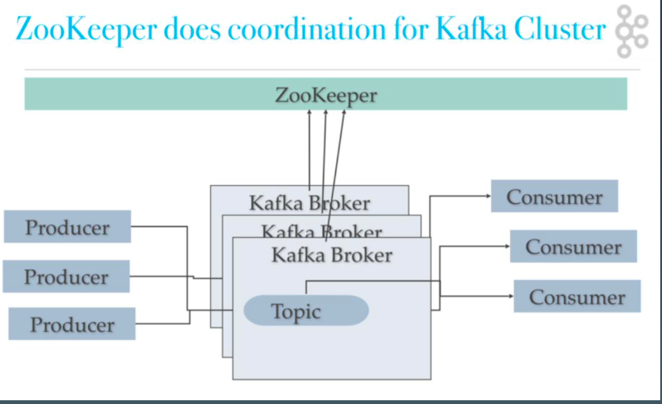 ZooKeeper does coordination for Kafka Cluster
ZooKeeper
Kafka Broker
Kafka Broker
Kafka Broker
Topic
Producer
Producer
Producer
Consumer
Consumer
Consumer